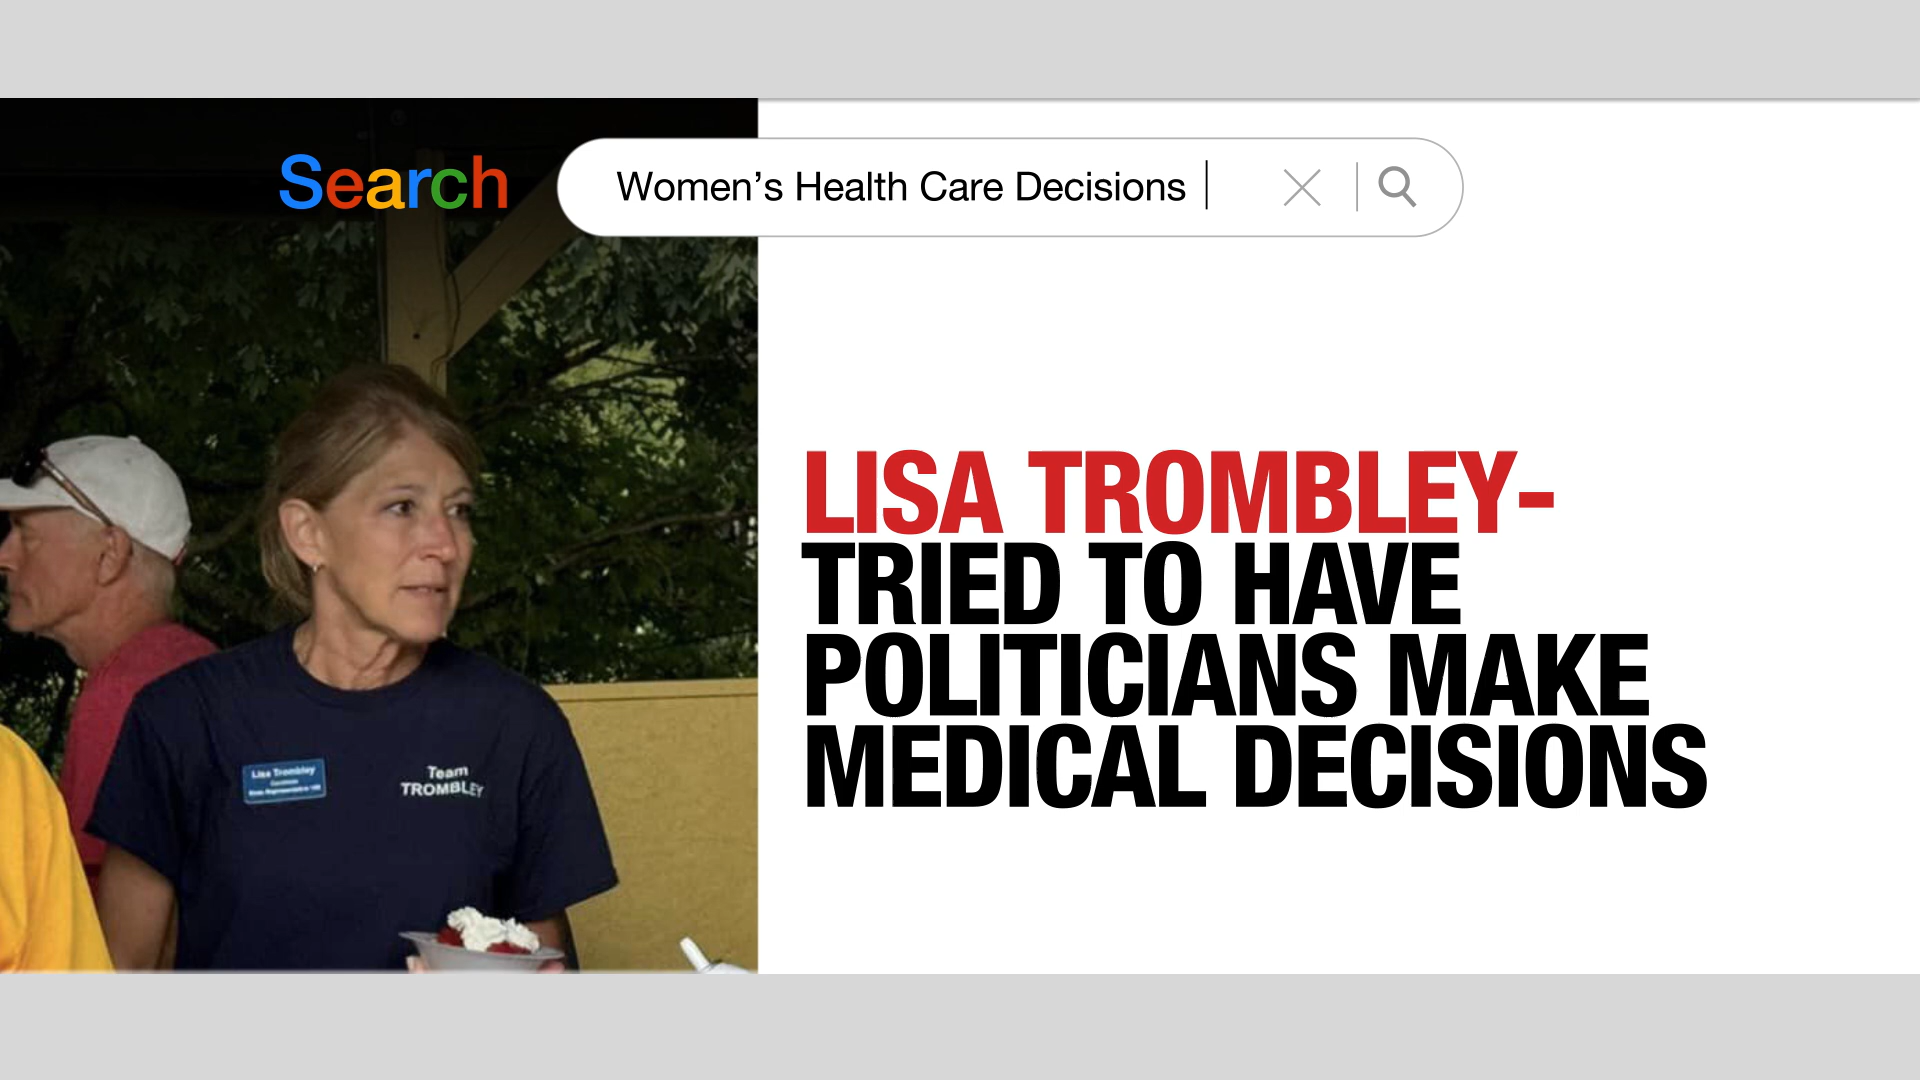 Search
Women's Health Care Decisions
LISA TROMBLEY-
TRIED TO HAVE
POLITICIANS MAKE
MEDICAL DECISIONS
Lisa Trombley
Team
TROMBLEY